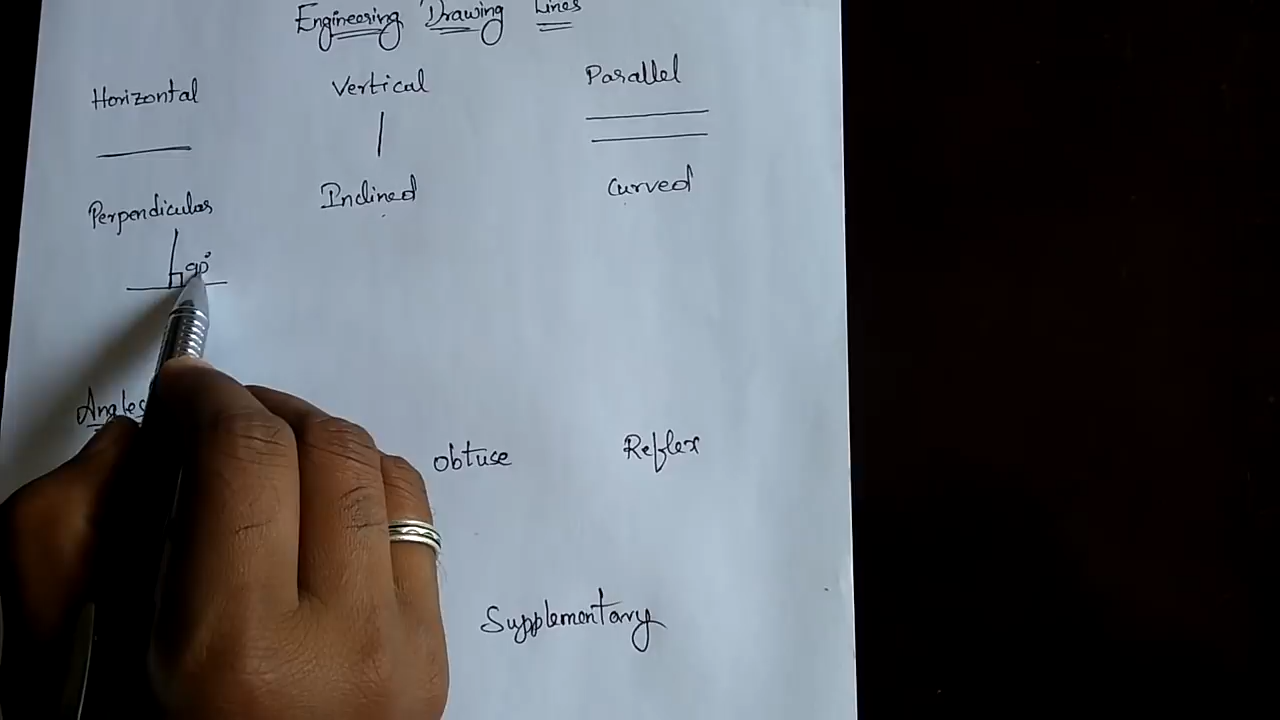 Engineering Drawing Lines
Horizontal Vertical Parallel
Perpendicular Inclined Curved
90°
Angles
Obtuse Reflex
Supplementary